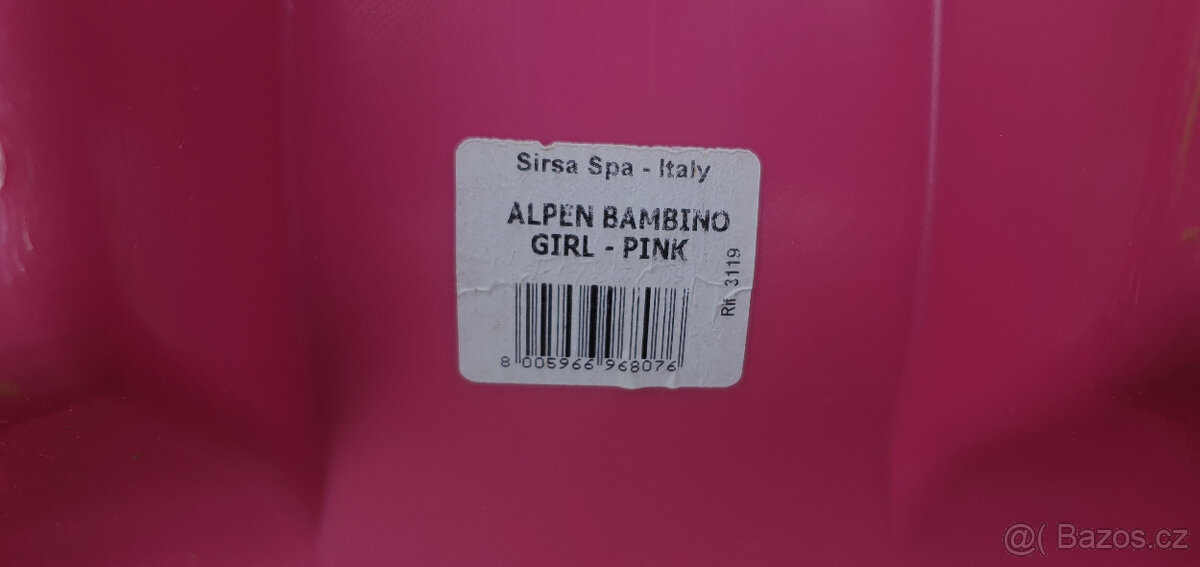 Sirsa Spa - Italy
ALPEN BAMBINO
GIRL - PINK
Rif. 3119
8 005966 968076
@( Bazos.cz